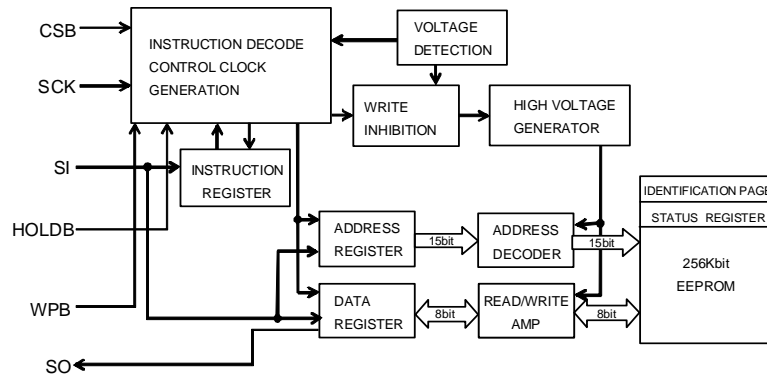 CSB
SCK
SI
HOLDB
WPB
SO
INSTRUCTION DECODE
CONTROL CLOCK
GENERATION
VOLTAGE
DETECTION
WRITE
INHIBITION
HIGH VOLTAGE
GENERATOR
INSTRUCTION
REGISTER
ADDRESS
REGISTER
15bit
ADDRESS
DECODER
15bit
DATA
REGISTER
8bit
READ/WRITE
AMP
8bit
IDENTIFICATION PAGE
STATUS REGISTER
256Kbit
EEPROM